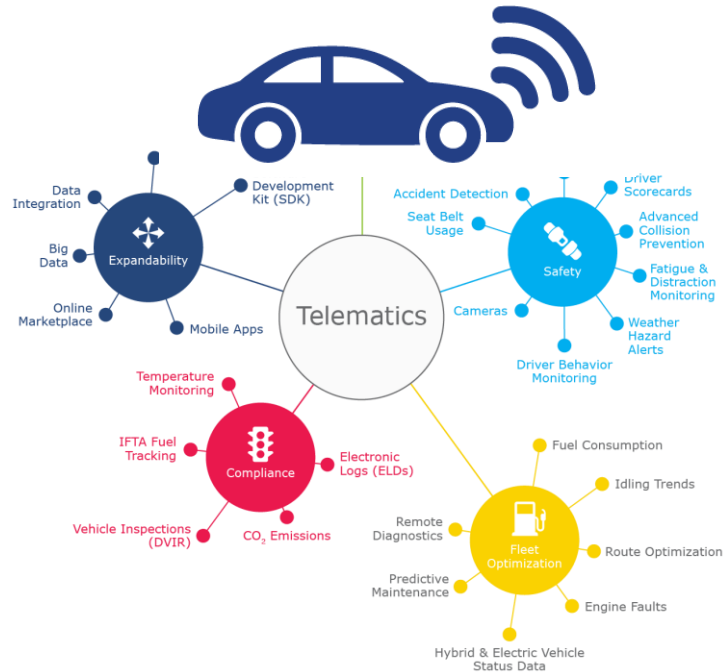 Data
Integration
Development
Kit (SDK)
Big
Data
Expandability
Online
Marketplace
Mobile Apps
Telematics
Accident Detection
Driver
Scorecards
Seat Belt
Usage
Advanced
Collision
Prevention
Safety
Fatigue &
Distraction
Monitoring
Cameras
Weather
Hazard
Alerts
Driver Behavior
Monitoring
Temperature
Monitoring
IFTA Fuel
Tracking
Compliance
Electronic
Logs (ELDs)
Vehicle Inspections
(DVIR)
CO₂ Emissions
Fuel Consumption
Idling Trends
Remote
Diagnostics
Fleet
Optimization
Route Optimization
Predictive
Maintenance
Engine Faults
Hybrid & Electric Vehicle
Status Data